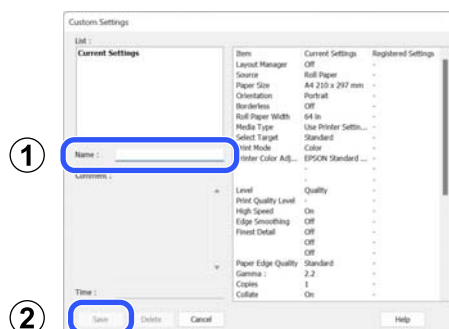 Custom Settings
List :
Current Settings
1
Name :
Comment :
Time :
2
Save
Delete
Cancel
Item Current Settings Registered Settings
Layout Manager Off -
Source Roll Paper -
Paper Size A4 210 x 297 mm -
Orientation Portrait -
Borderless Off -
Roll Paper Width 64 in -
Media Type Use Printer Settin... -
Select Target Standard -
Print Mode Color -
Printer Color Adj... EPSON Standard ... -
Level Quality -
Print Quality Level - -
High Speed On -
Edge Smoothing Off -
Finest Detail Off -
Off -
Off -
Paper Edge Quality Standard -
Gamma : 2.2 -
Copies 1 -
Collate On -
Help